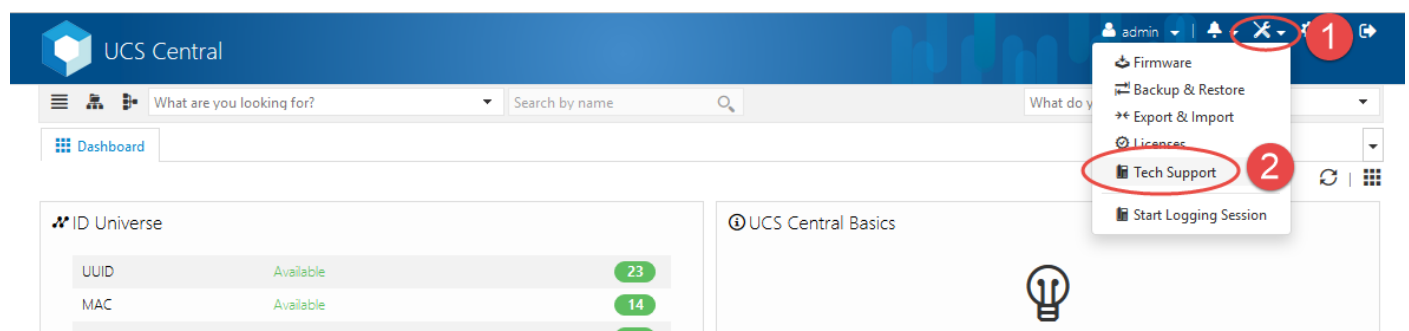 UCS Central
admin
1
Firmware
Backup & Restore
Export & Import
Licenses
Tech Support
2
Start Logging Session
What are you looking for?
Search by name
What do y
Dashboard
ID Universe
UUID Available 23
MAC Available 14
UCS Central Basics